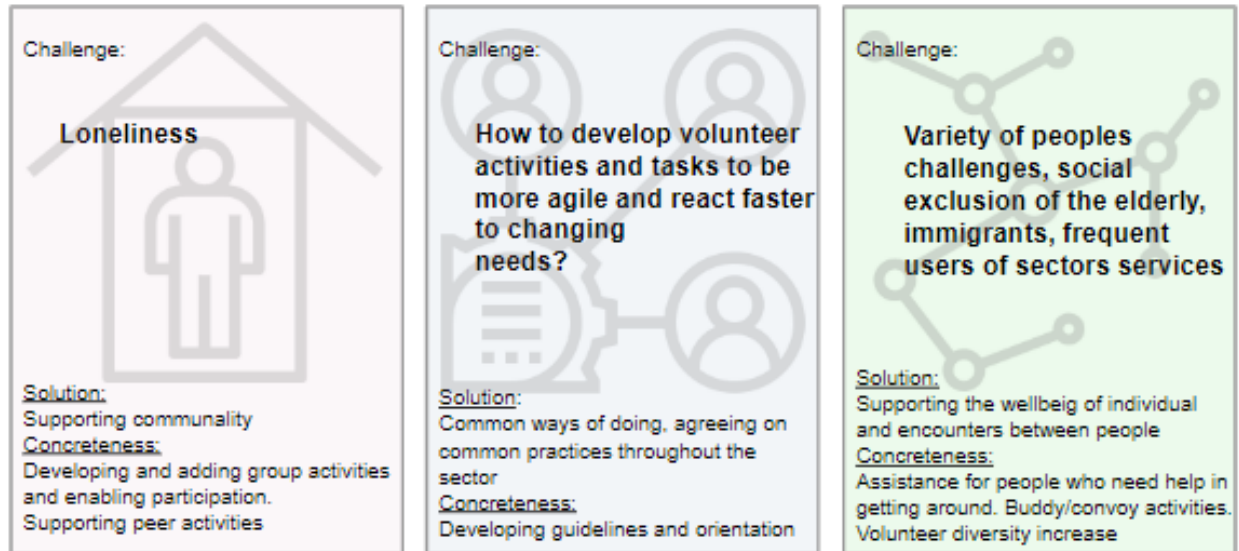 Challenge:
Loneliness
Solution:
Supporting communality
Concreteness:
Developing and adding group activities
and enabling participation.
Supporting peer activities
Challenge:
How to develop volunteer
activities and tasks to be
more agile and react faster
to changing
needs?
Solution:
Common ways of doing, agreeing on
common practices throughout the
sector
Concreteness:
Developing guidelines and orientation
Challenge:
Variety of peoples
challenges, social
exclusion of the elderly,
immigrants, frequent
users of sectors services
Solution:
Supporting the wellbeig of individual
and encounters between people
Concreteness:
Assistance for people who need help in
getting around. Buddy/convoy activities.
Volunteer diversity increase